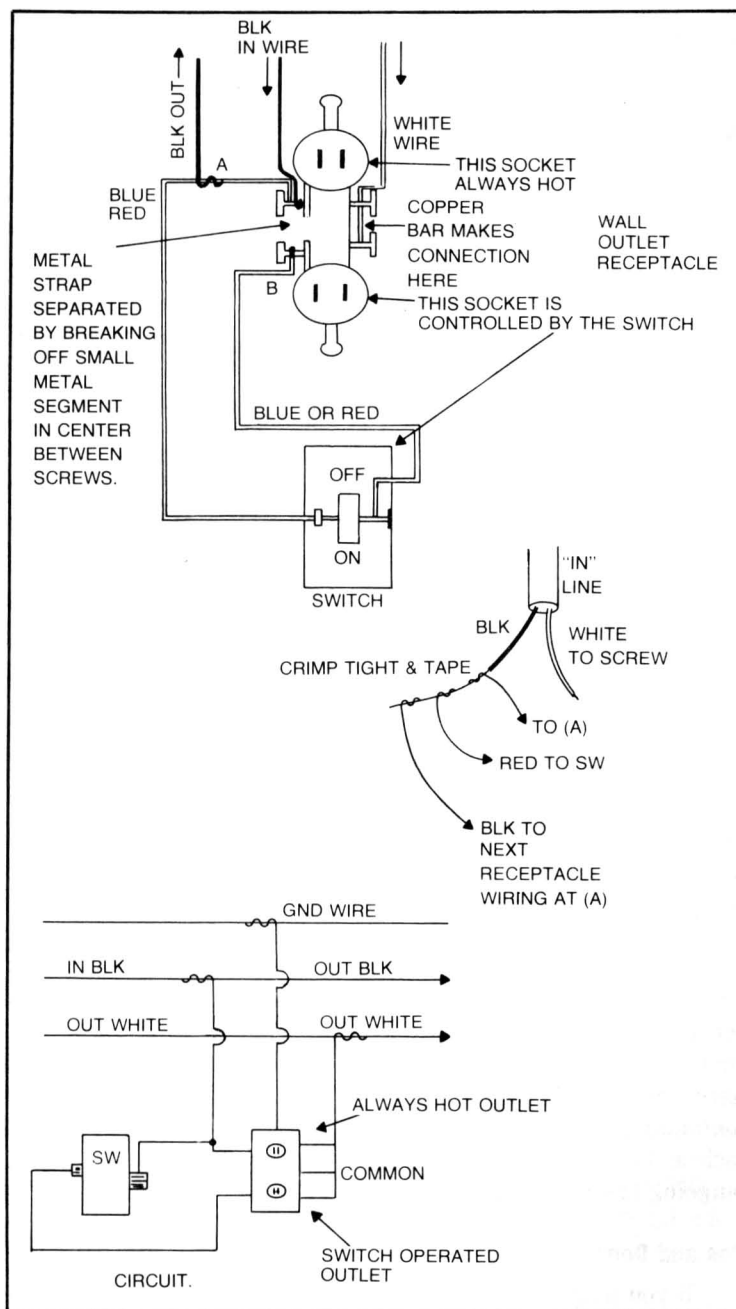 BLK
IN WIRE
BLK OUT
A
WHITE
WIRE
THIS SOCKET
ALWAYS HOT
BLUE
RED
COPPER
BAR MAKES
CONNECTION
HERE
WALL
OUTLET
RECEPTACLE
METAL
STRAP
SEPARATED
BY BREAKING
OFF SMALL
METAL
SEGMENT
IN CENTER
BETWEEN
SCREWS.
B
THIS SOCKET IS
CONTROLLED BY THE SWITCH
BLUE OR RED
OFF
ON
SWITCH
"IN"
LINE
BLK
WHITE
TO SCREW
CRIMP TIGHT & TAPE
TO (A)
RED TO SW
BLK TO
NEXT
RECEPTACLE
WIRING AT (A)
GND WIRE
IN BLK
OUT BLK
OUT WHITE
OUT WHITE
ALWAYS HOT OUTLET
SW
COMMON
SWITCH OPERATED
OUTLET
CIRCUIT.